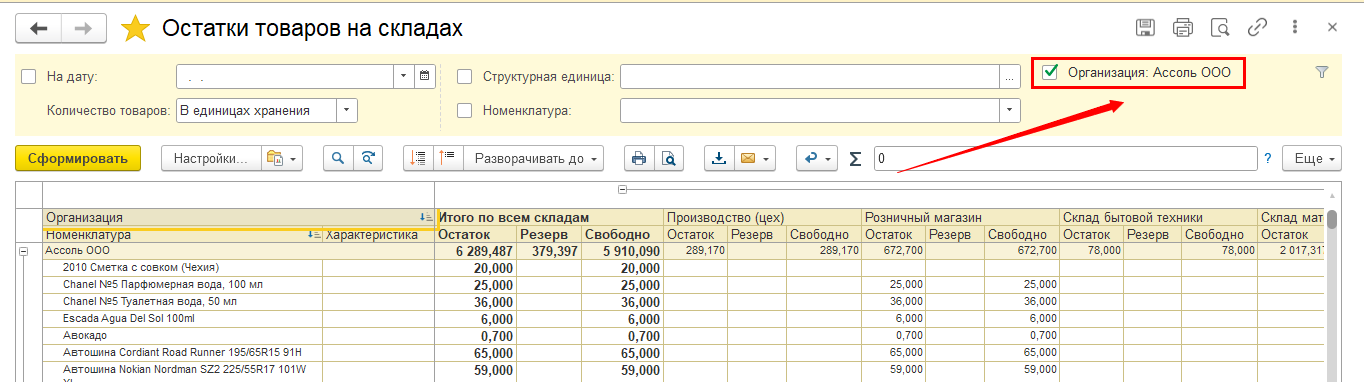 Остатки товаров на складах
На дату: . .
Структурная единица: ...
Организация: Ассоль ООО
Количество товаров: В единицах хранения
Номенклатура:
Сформировать Настройки... Разворачивать до Σ 0 ? Еще
Организация Итого по всем складам Производство (цех) Розничный магазин Склад бытовой техники Склад мат
Номенклатура Характеристика Остаток Резерв Свободно Остаток Резерв Свободно Остаток Резерв Свободно Остаток Резерв Свободно Остаток
Ассоль ООО 6 289,487 379,397 5 910,090 289,170 289,170 672,700 672,700 78,000 78,000 2 017,317
2010 Сметка с совком (Чехия) 20,000 20,000
Chanel №5 Парфюмерная вода, 100 мл 25,000 25,000 25,000 25,000
Chanel №5 Туалетная вода, 50 мл 36,000 36,000 36,000 36,000
Escada Agua Del Sol 100ml 6,000 6,000 6,000 6,000
Авокадо 0,700 0,700 0,700 0,700
Автошина Cordiant Road Runner 195/65R15 91H 65,000 65,000 65,000 65,000
Автошина Nokian Nordman SZ2 225/55R17 101W 59,000 59,000 59,000 59,000